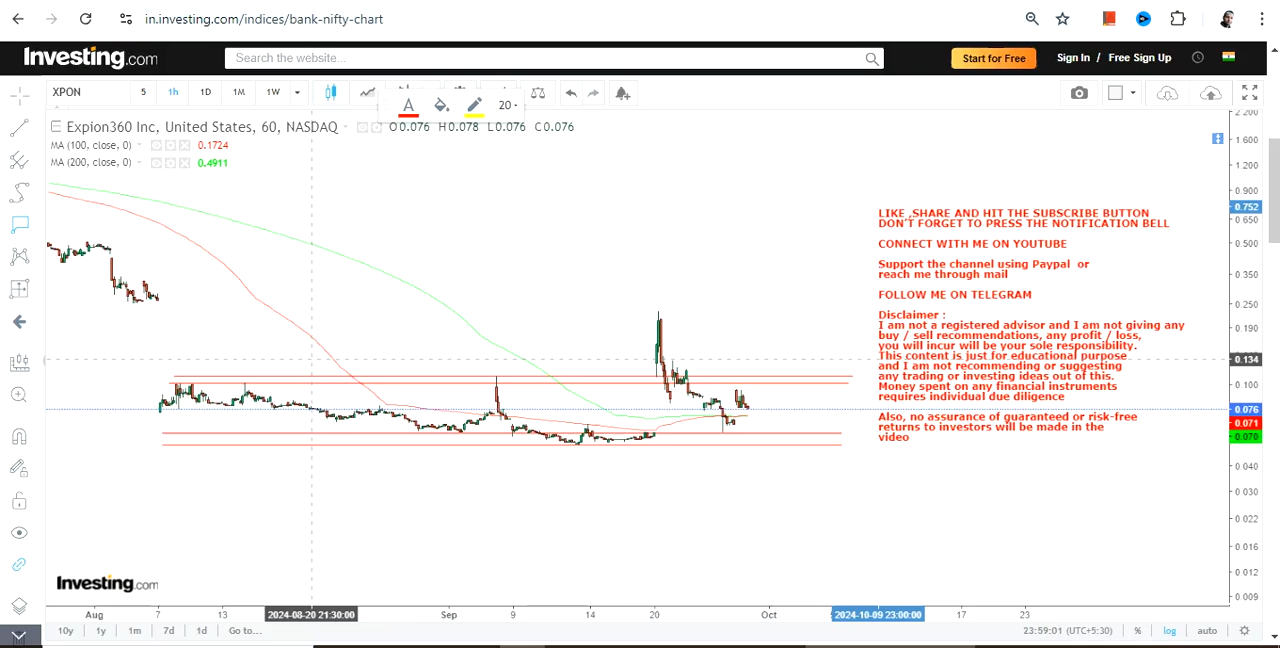 in.investing.com/indices/bank-nifty-chart
Investing.com
Search the website...
Start for Free
Sign In / Free Sign Up
XPON 5 1h 1D 1M 1W
A 20
Expion360 Inc, United States, 60, NASDAQ O0.076 H0.078 L0.076 C0.076
MA (100, close, 0) 0.1724
MA (200, close, 0) 0.4911
2.200
1.600
1.200
0.900
0.752
0.650
0.500
0.350
0.250
0.190
0.134
0.100
0.076
0.071
0.070
0.040
0.030
0.022
0.016
0.012
0.009
LIKE ,SHARE AND HIT THE SUBSCRIBE BUTTON
DON'T FORGET TO PRESS THE NOTIFICATION BELL
CONNECT WITH ME ON YOUTUBE
Support the channel using Paypal or
reach me through mail
FOLLOW ME ON TELEGRAM
Disclaimer :
I am not a registered advisor and I am not giving any
buy / sell recommendations, any profit / loss,
you will incur will be your sole responsibility.
This content is just for educational purpose
and I am not recommending or suggesting
any trading or investing ideas out of this.
Money spent on any financial instruments
requires individual due diligence
Also, no assurance of guaranteed or risk-free
returns to investors will be made in the
video
Investing.com
Aug 7 13 2024-08-20 21:30:00 Sep 9 14 20 Oct 2024-10-09 23:00:00 17 23
10y 1y 1m 7d 1d Go to... 23:59:01 (UTC+5:30) % log auto